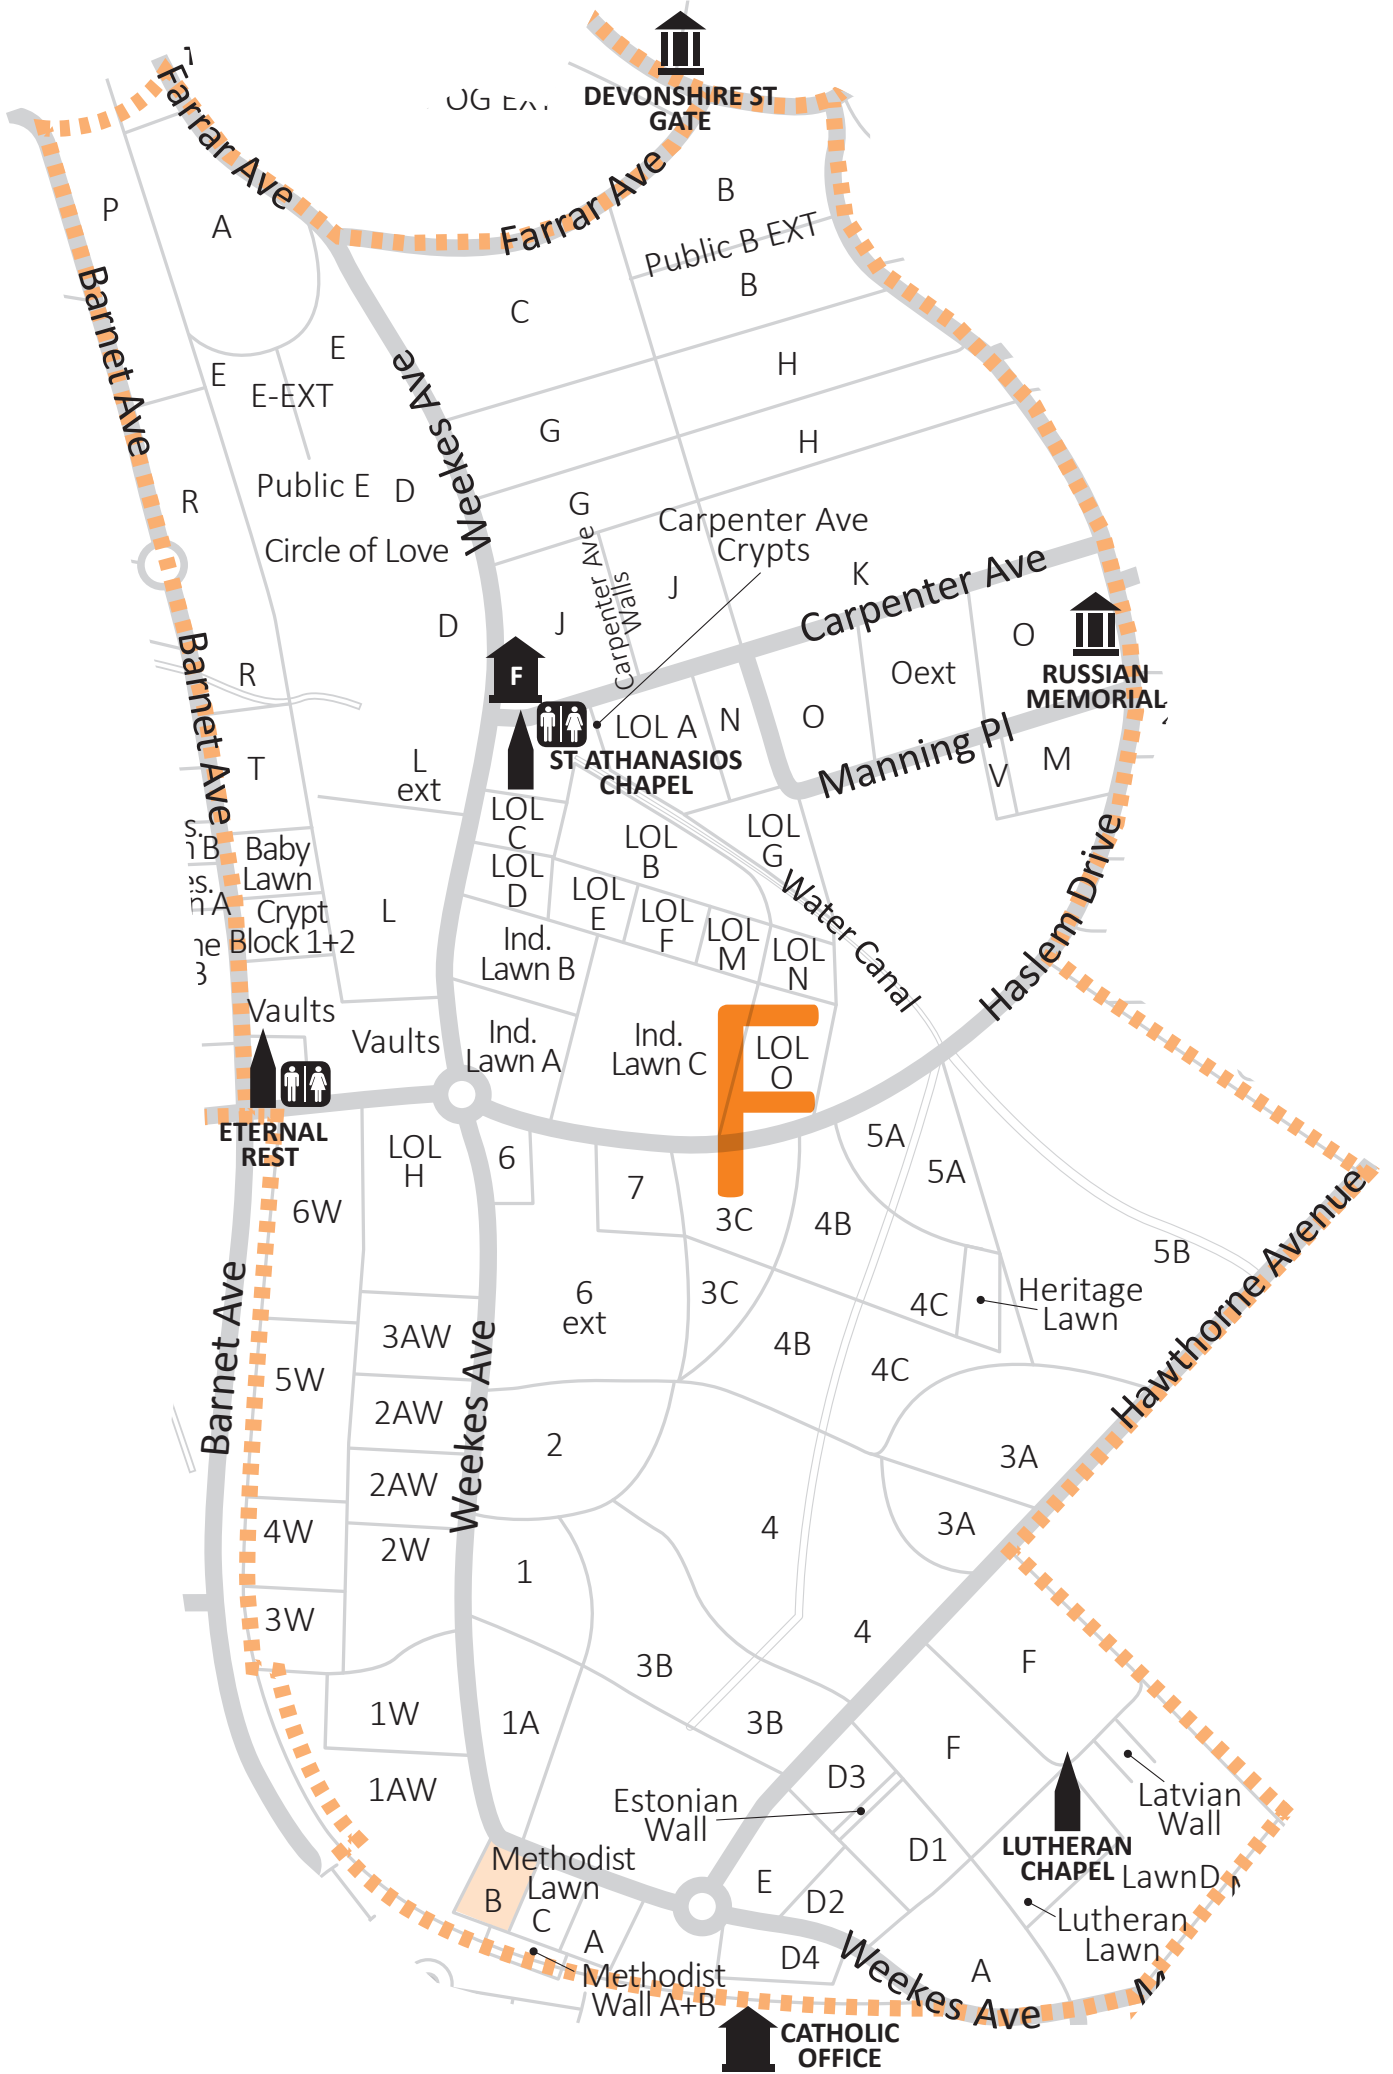 DEVONSHIRE ST
GATE
Farrar Ave
Farrar Ave
P
A
B
Public B EXT
B
Barnet Ave
C
E
E
E-EXT
Weekes Ave
H
G
H
Public E
D
R
G
Circle of Love
Carpenter Ave
Crypts
Carpenter Ave
Walls
J
J
K
Carpenter Ave
D
F
O
Oext
RUSSIAN
MEMORIAL
R
Barnet Ave
LOL A
N
O
ST ATHANASIOS
CHAPEL
Manning Pl
V
M
T
L
ext
LOL
C
LOL
B
LOL
G
Baby
Lawn
LOL
D
LOL
E
LOL
F
LOL
M
LOL
N
Water Canal
Haslem Drive
Crypt
Block 1+2
L
Ind.
Lawn B
Vaults
Vaults
Ind.
Lawn A
Ind.
Lawn C
LOL
O
F
ETERNAL
REST
LOL
H
6
7
5A
5A
6W
3C
4B
5B
Hawthorne Avenue
Barnet Ave
6
ext
3C
4C
Heritage
Lawn
3AW
4B
4C
5W
2AW
Weekes Ave
2
3A
2AW
4W
4
3A
2W
1
3W
4
3B
F
1W
1A
3B
F
1AW
D3
Estonian
Wall
Latvian
Wall
D1
LUTHERAN
CHAPEL
LawnD
Methodist
Lawn
B
C
A
E
D2
Lutheran
Lawn
D4
A
Weekes Ave
Methodist
Wall A+B
CATHOLIC
OFFICE